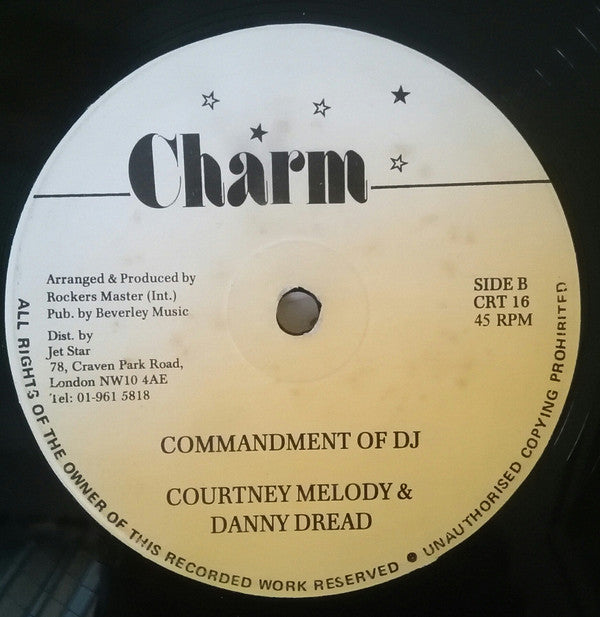 Charm
Arranged & Produced by
Rockers Master (Int.)
Pub. by Beverley Music
Dist. by
Jet Star
78, Craven Park Road,
London NW10 4AE
Tel: 01-961 5818
SIDE B
CRT 16
45 RPM
COMMANDMENT OF DJ
COURTNEY MELODY &
DANNY DREAD
ALL RIGHTS OF THE OWNER OF THIS RECORDED WORK RESERVED ● UNAUTHORISED COPYING PROHIBITED